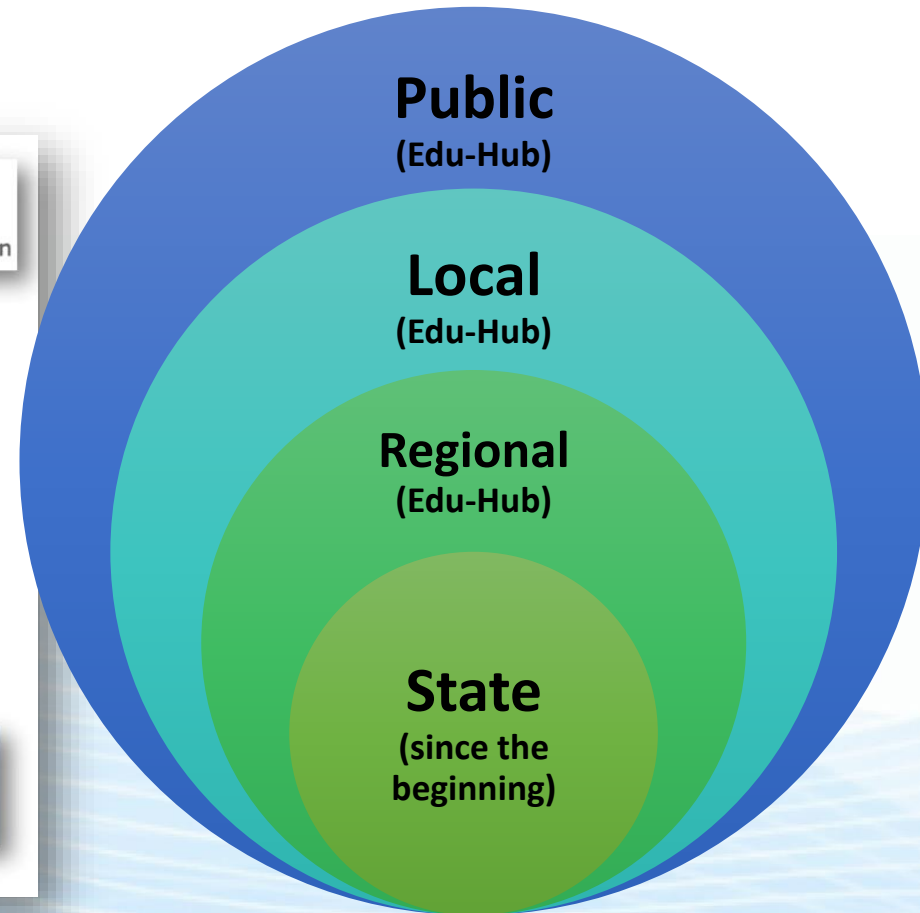 Public
(Edu-Hub)
Local
(Edu-Hub)
Regional
(Edu-Hub)
State
(since the
beginning)